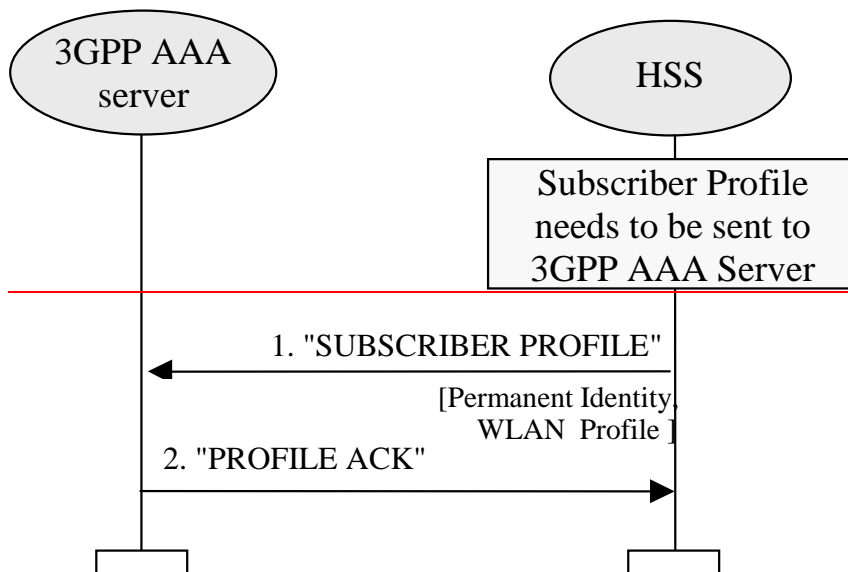 3GPP AAA
server
HSS
Subscriber Profile
needs to be sent to
3GPP AAA Server
1. "SUBSCRIBER PROFILE"
[Permanent Identity,
WLAN Profile ]
2. "PROFILE ACK"